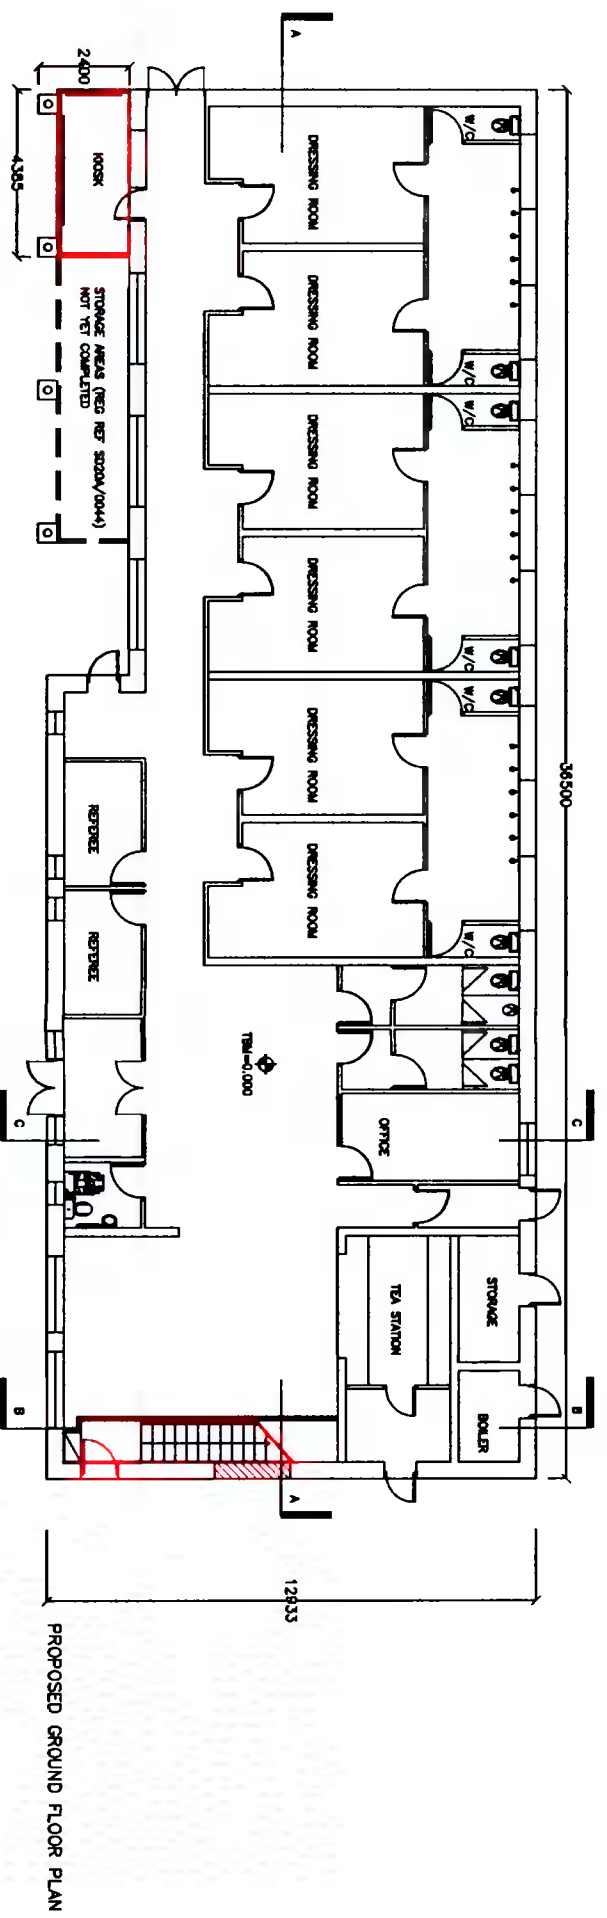 36500
A
W/C
W/C
W/C
W/C
W/C
W/C
C
B
DRESSING ROOM
DRESSING ROOM
DRESSING ROOM
DRESSING ROOM
DRESSING ROOM
DRESSING ROOM
OFFICE
STORAGE
BOILER
TEA STATION
TBM=0.000
12933
2400
KIOSK
4385
STORAGE AREAS (REG REF SD20A/0044)
NOT YET COMPLETED
REFEREE
REFEREE
C
B
A
PROPOSED GROUND FLOOR PLAN